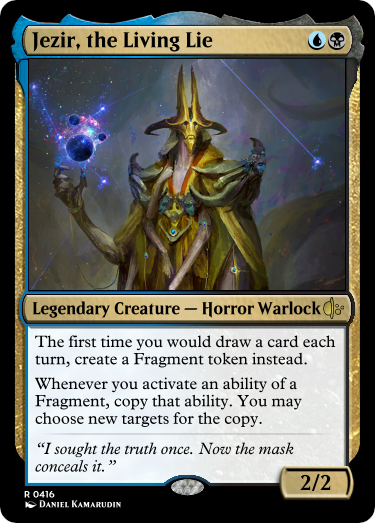 Jezir, the Living Lie
Legendary Creature — Horror Warlock
The first time you would draw a card each
turn, create a Fragment token instead.
Whenever you activate an ability of a
Fragment, copy that ability. You may
choose new targets for the copy.
“I sought the truth once. Now the mask
conceals it.”
2/2
R 0416
Daniel Kamarudin